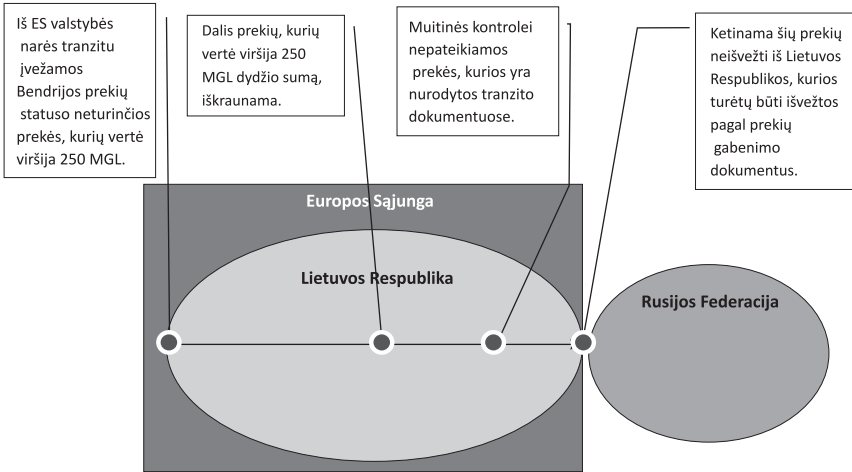 Iš ES valstybės
narės tranzitu
įvežamos
Bendrijos prekių
statuso neturinčios
prekės, kurių vertė
viršija 250 MGL.
Dalis prekių, kurių
vertė viršija 250
MGL dydžio sumą,
iškraunama.
Muitinės kontrolei
nepateikiamos
prekės, kurios yra
nurodytos tranzito
dokumentuose.
Ketinama šių prekių
neišvežti iš Lietuvos
Respublikos, kurios
turėtų būti išvežtos
pagal prekių
gabenimo
dokumentus.
Europos Sąjunga
Lietuvos Respublika
Rusijos Federacija